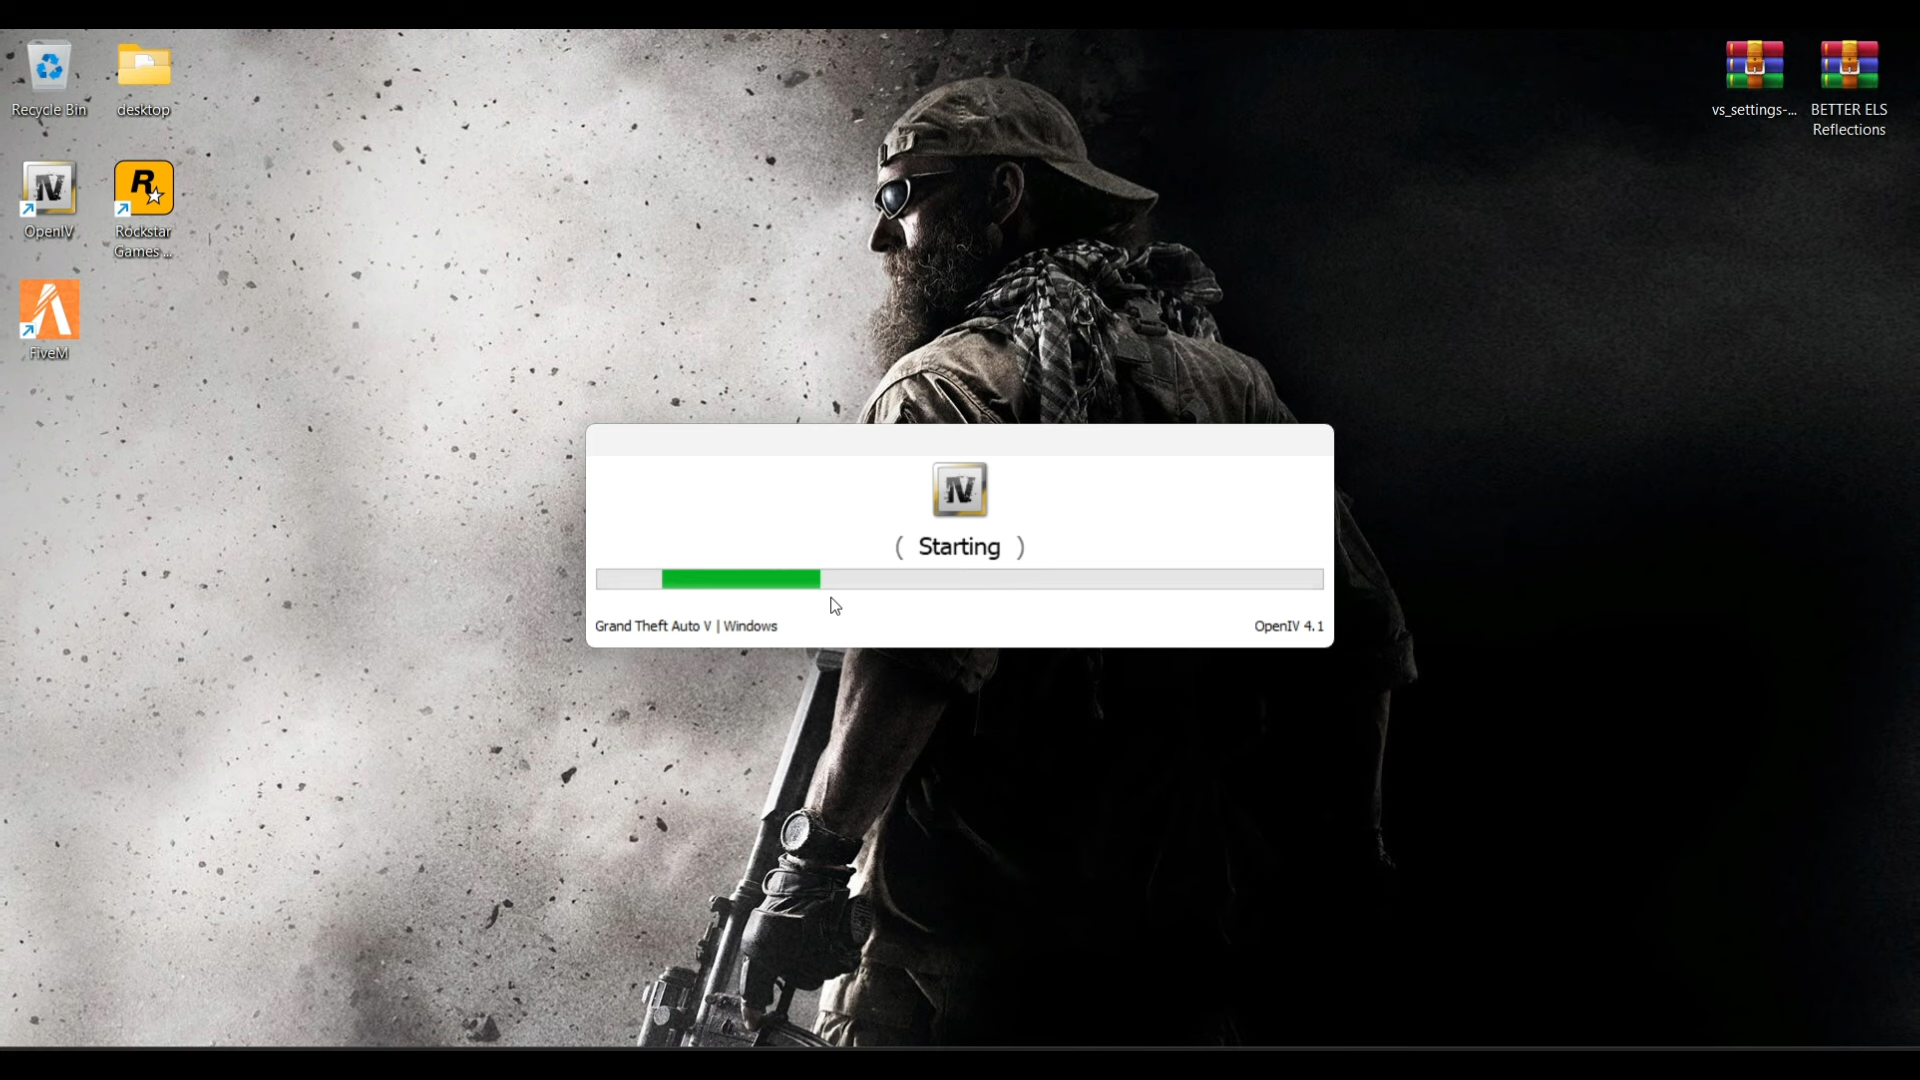 Recycle Bin
desktop
OpenIV
Rockstar
Games ...
FiveM
vs_settings-...
BETTER ELS
Reflections
( Starting )
Grand Theft Auto V | Windows
OpenIV 4.1